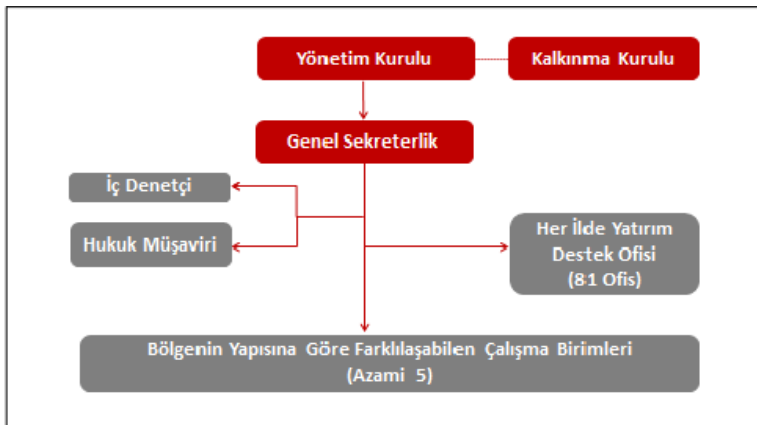 Yönetim Kurulu
Kalkınma Kurulu
Genel Sekreterlik
İç Denetçi
Hukuk Müşaviri
Her İlde Yatırım
Destek Ofisi
(81 Ofis)
Bölgenin Yapısına Göre Farklılaşabilen Çalışma Birimleri
(Azami 5)